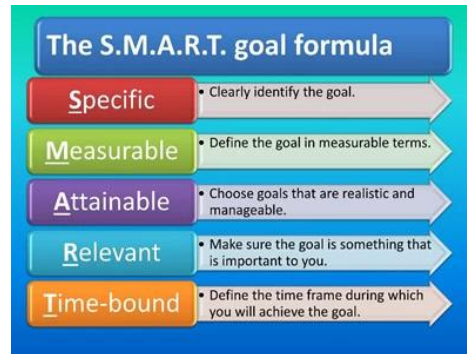 The S.M.A.R.T. goal formula
Specific
• Clearly identify the goal.
Measurable
• Define the goal in measurable terms.
Attainable
• Choose goals that are realistic and
manageable.
Relevant
• Make sure the goal is something that
is important to you.
Time-bound
• Define the time frame during which
you will achieve the goal.